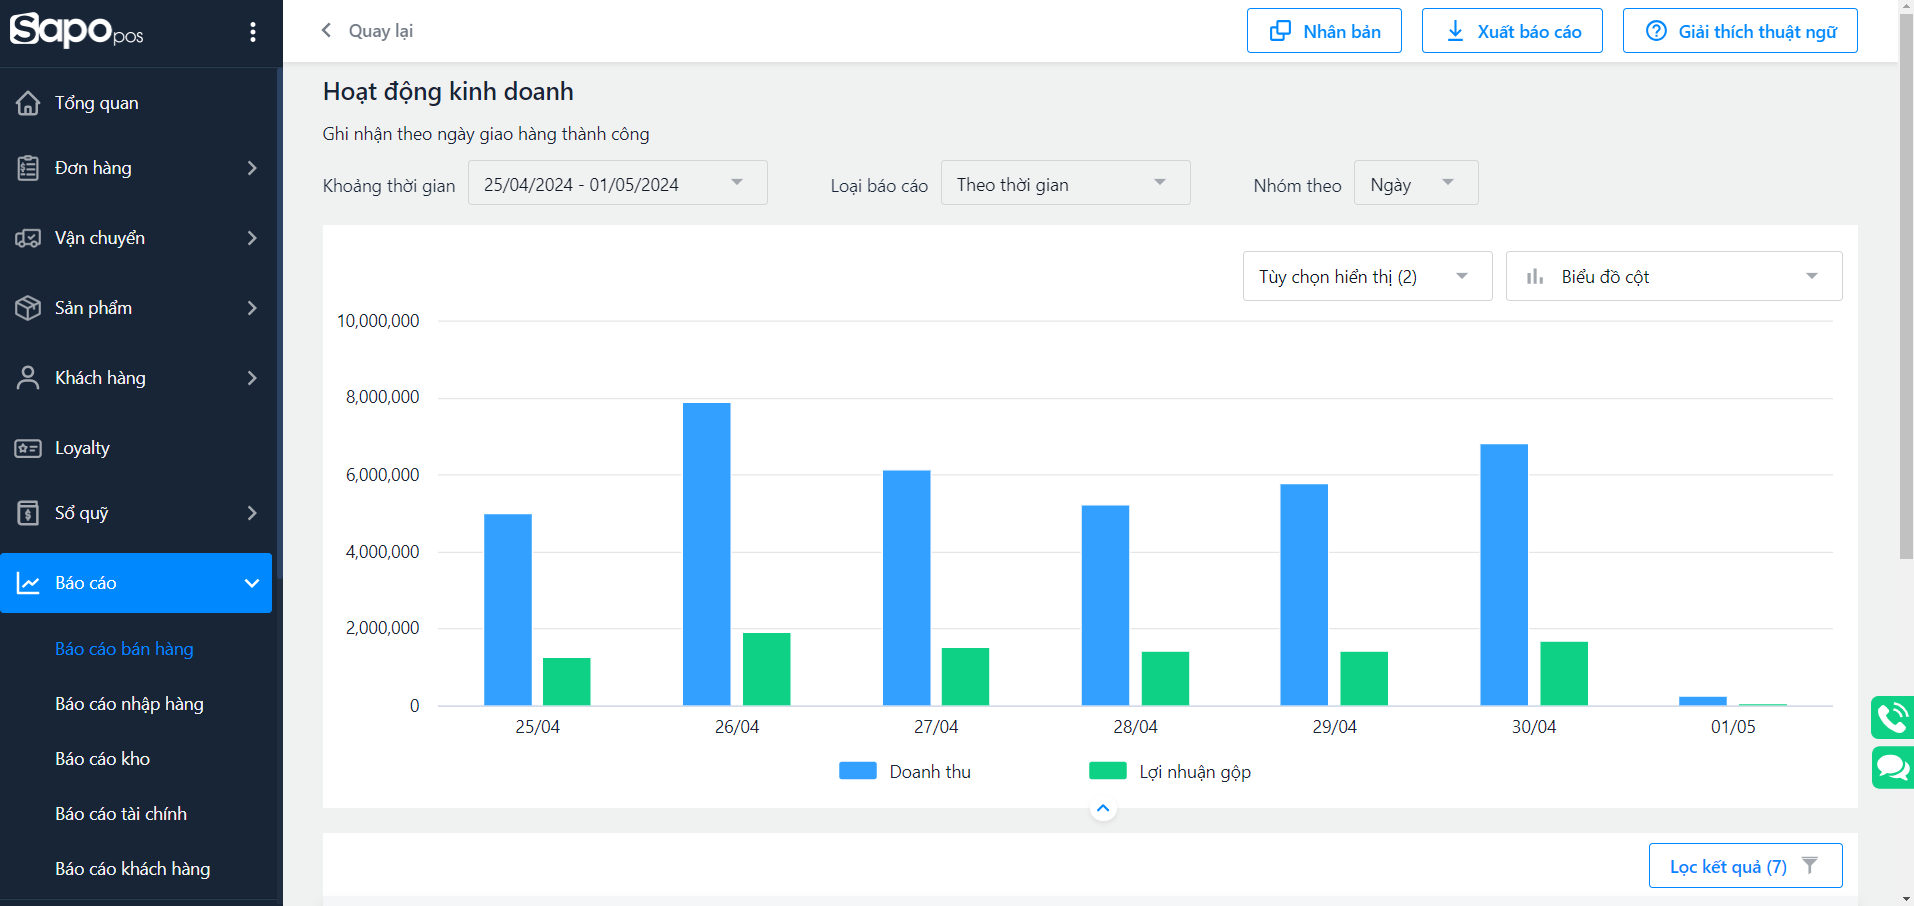 Sapo pos
Tổng quan
Đơn hàng
Vận chuyển
Sản phẩm
Khách hàng
Loyalty
Sổ quỹ
Báo cáo
Báo cáo bán hàng
Báo cáo nhập hàng
Báo cáo kho
Báo cáo tài chính
Báo cáo khách hàng
Quay lại
Nhân bản
Xuất báo cáo
Giải thích thuật ngữ
Hoạt động kinh doanh
Ghi nhận theo ngày giao hàng thành công
Khoảng thời gian 25/04/2024 - 01/05/2024 Loại báo cáo Theo thời gian Nhóm theo Ngày
Tùy chọn hiển thị (2) Biểu đồ cột
10,000,000
8,000,000
6,000,000
4,000,000
2,000,000
0
25/04 26/04 27/04 28/04 29/04 30/04 01/05
Doanh thu Lợi nhuận gộp
Lọc kết quả (7)